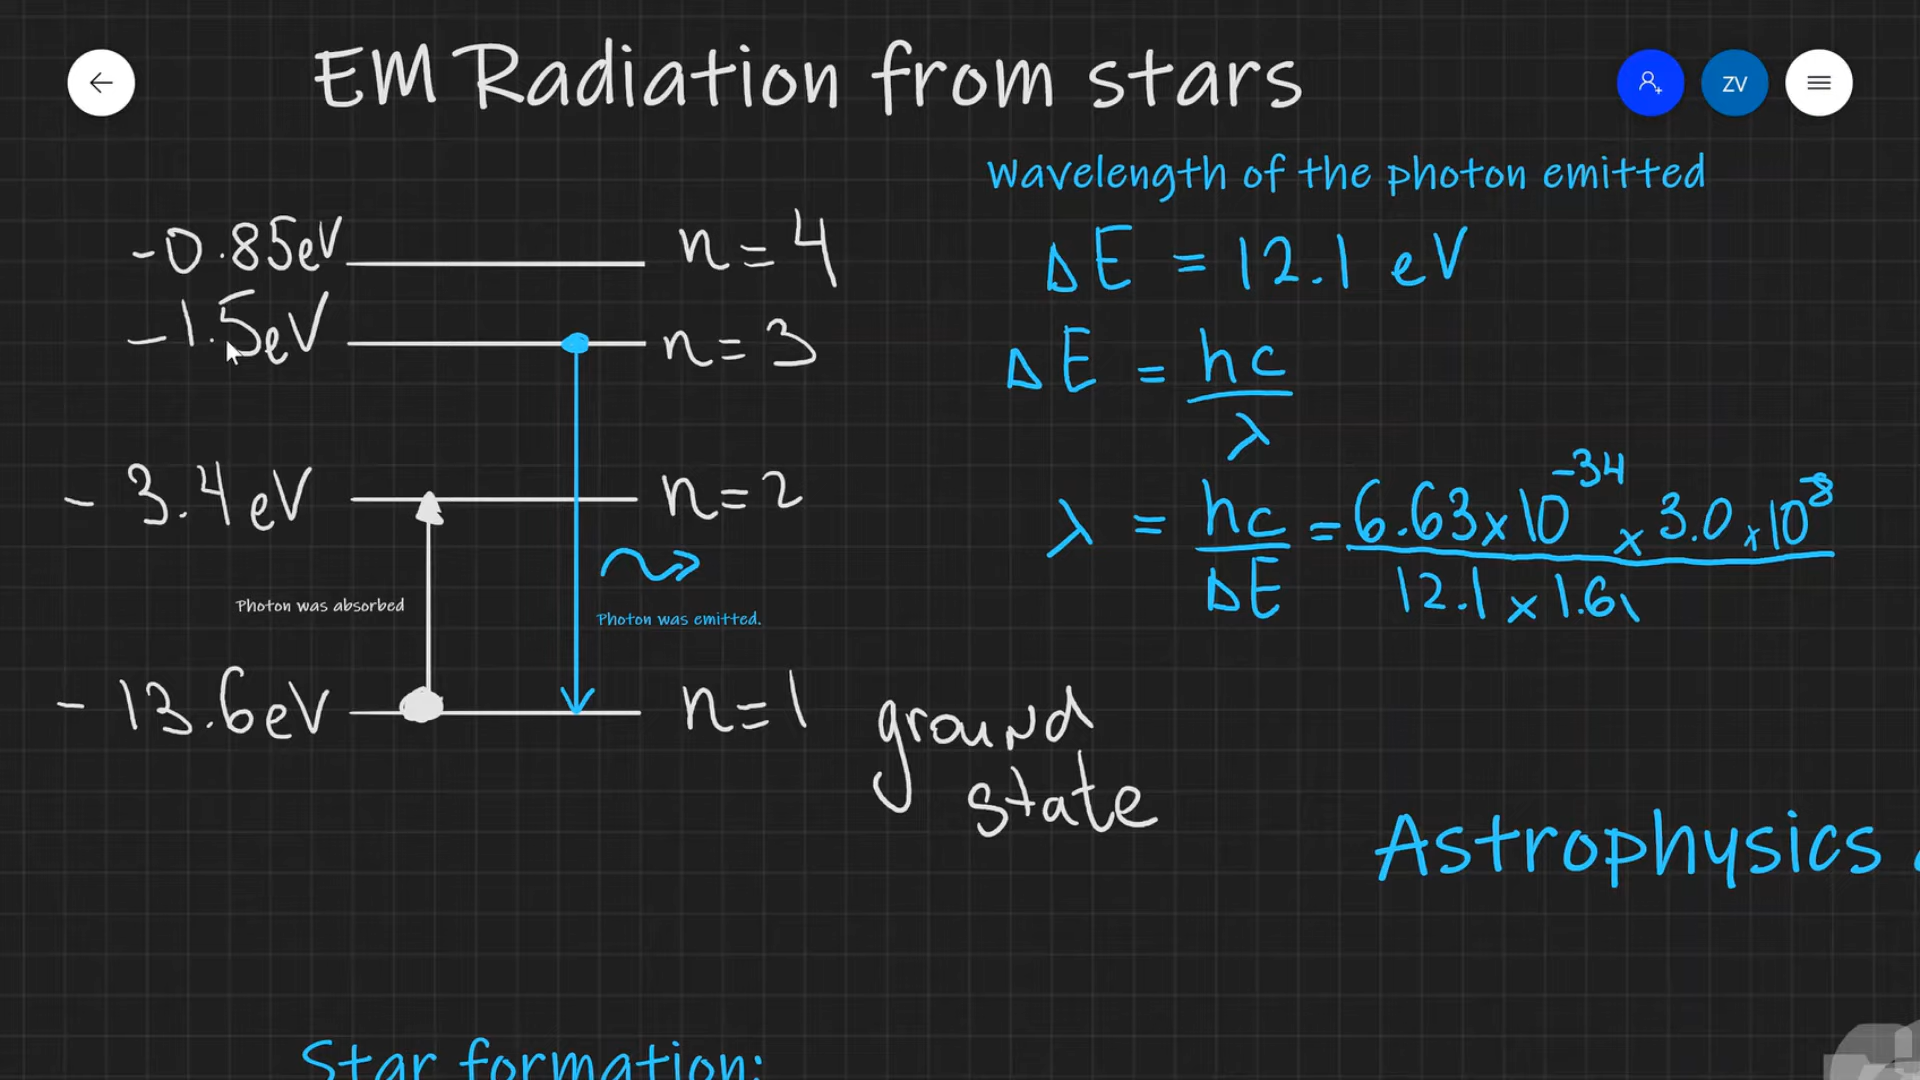 EM Radiation from stars
ZV
Wavelength of the photon emitted
-0.85eV n=4
-1.5eV n=3
-3.4eV n=2
-13.6eV n=1
Photon was absorbed
Photon was emitted.
ground
state
ΔE = 12.1 eV
ΔE = hc/λ
λ = hc/ΔE = 6.63x10^-34 x 3.0x10^8
12.1 x 1.6
Astrophysics
Star formation: